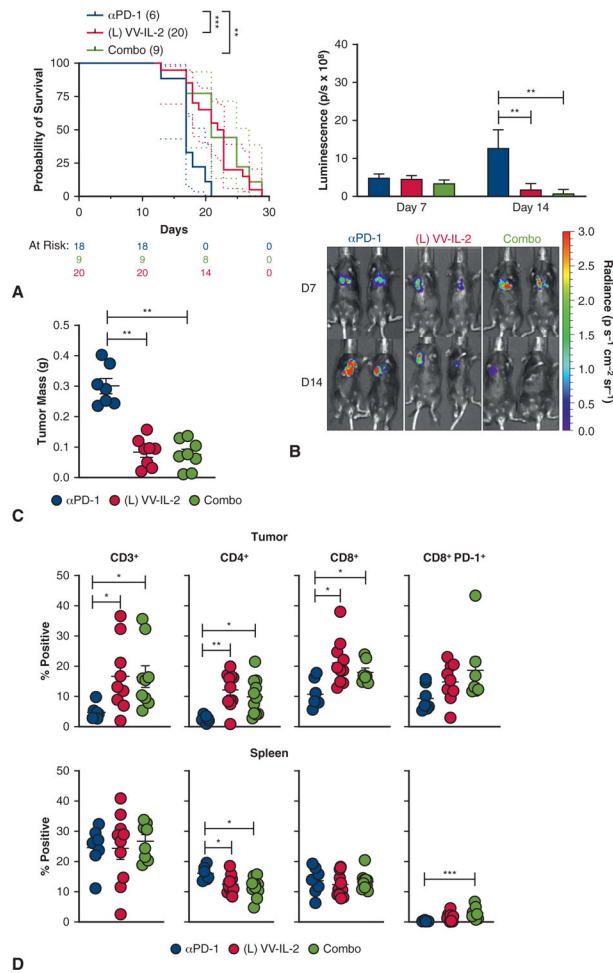 αPD-1 (6)
(L) VV-IL-2 (20)
Combo (9)
***
**
Probability of Survival
100
75
50
25
0
0 10 20 30
Days
At Risk: 18 18 0 0
9 9 8 0
20 20 14 0
A
Luminescence (p/s x 10⁸)
40
30
20
10
0
**
**
Day 7 Day 14
αPD-1 (L) VV-IL-2 Combo
D7
D14
3.0
2.5
2.0
1.5
1.0
0.5
0.0
Radiance (p s⁻¹ cm⁻² sr⁻¹)
B
Tumor Mass (g)
0.5
0.4
0.3
0.2
0.1
0.0
**
**
αPD-1 (L) VV-IL-2 Combo
C
Tumor
CD3⁺ CD4⁺ CD8⁺ CD8⁺ PD-1⁺
% Positive
50
40
30
20
10
0
*
*
*
**
*
*
Spleen
% Positive
50
40
30
20
10
0
*
*
***
αPD-1 (L) VV-IL-2 Combo
D